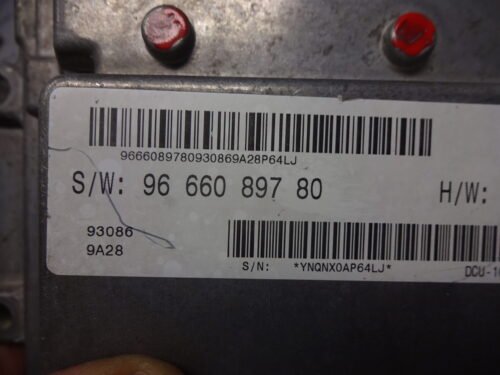 9666089780930869A28P64LJ
S/W: 96 660 897 80 H/W:
93086
9A28
S/N: *YNQNX0AP64LJ* DCU-1